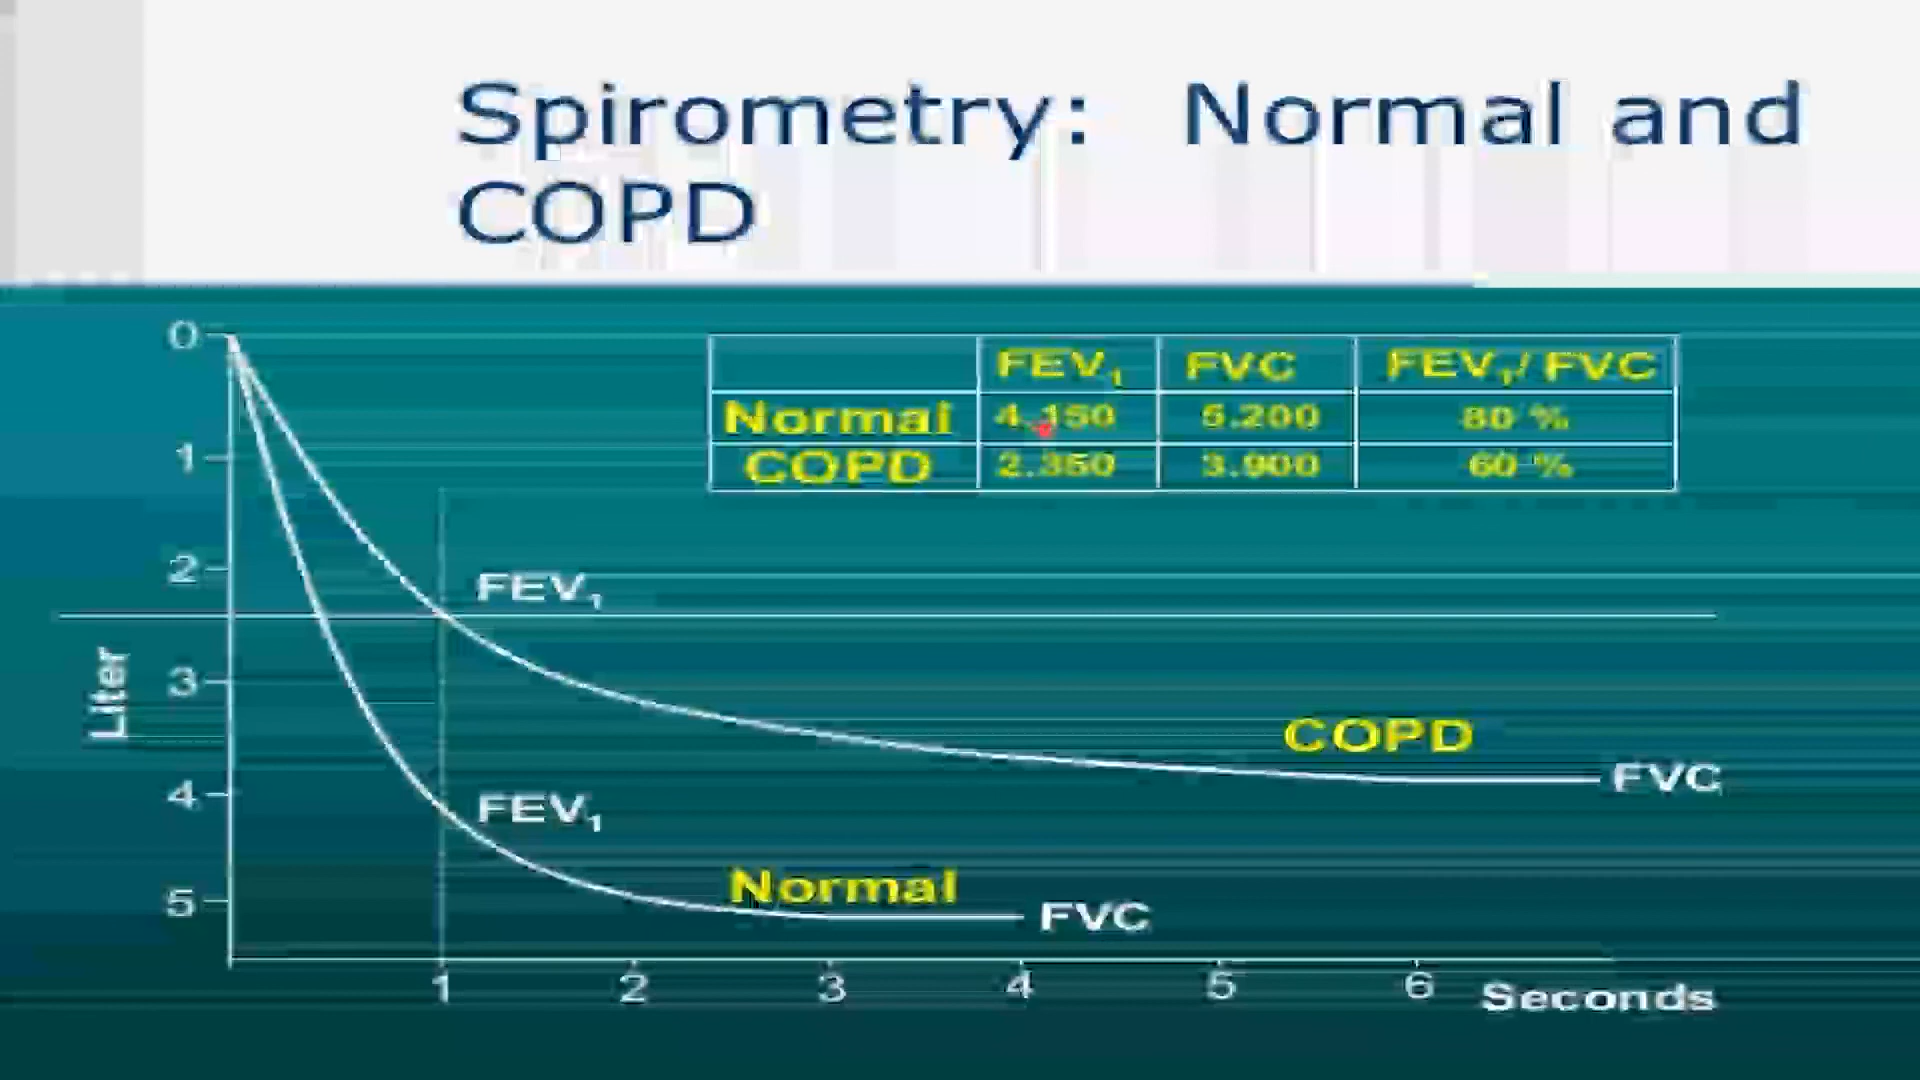 Spirometry: Normal and
COPD
FEV₁ FVC FEV₁/ FVC
Normal 4.150 5.200 80 %
COPD 2.350 3.900 60 %
0
1
2
3
4
5
Liter
FEV₁
COPD
FVC
FEV₁
Normal
FVC
1 2 3 4 5 6 Seconds